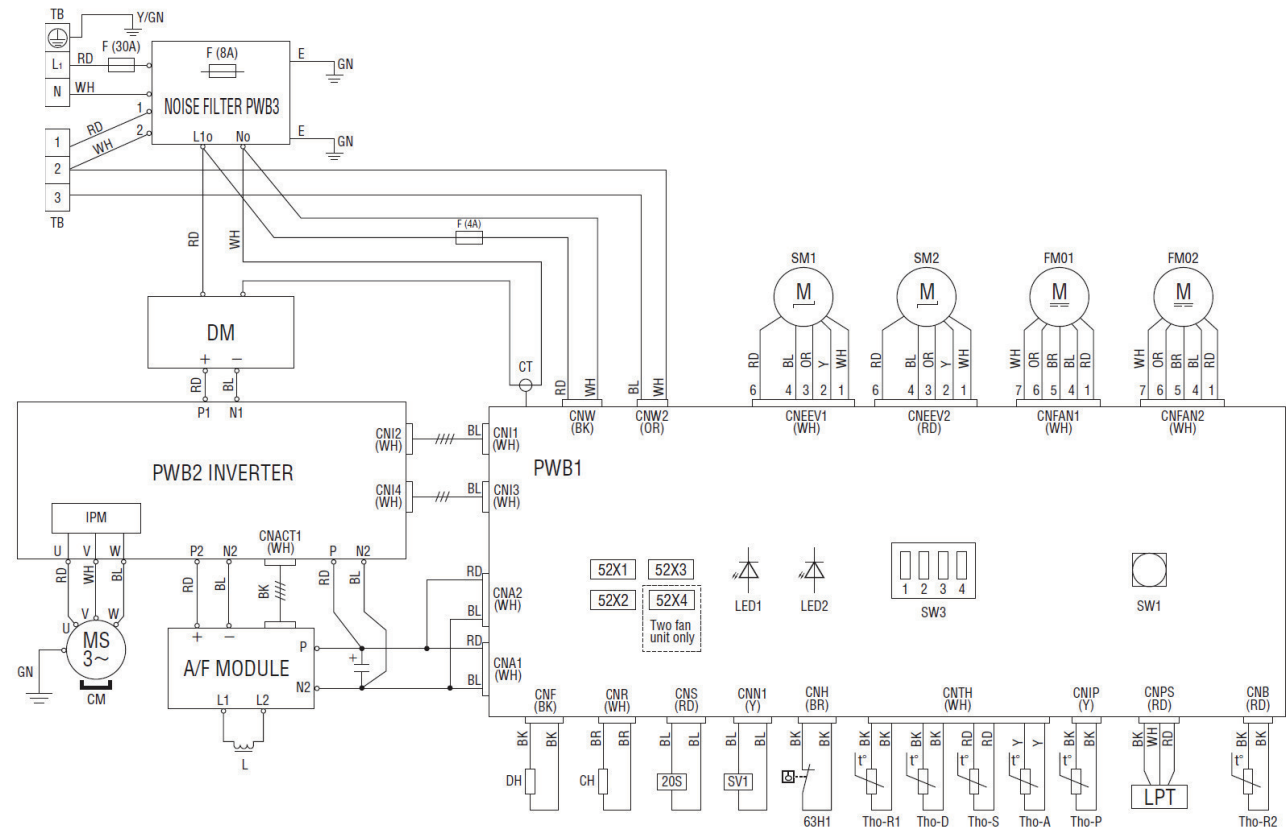 TB
Y/GN
F (30A)
L1
RD
N
WH
F (8A)
NOISE FILTER PWB3
E
GN
E
GN
1
2
RD
WH
L1o
No
1
2
3
TB
RD
WH
F (4A)
DM
+
−
RD
BL
P1
N1
CT
RD
WH
BL
WH
SM1
M
RD
BL
OR
Y
WH
6
4
3
2
1
SM2
M
RD
BL
OR
Y
WH
6
4
3
2
1
FM01
M
WH
OR
BR
BL
RD
7
6
5
4
1
FM02
M
WH
OR
BR
BL
RD
7
6
5
4
1
CNW
(BK)
CNW2
(OR)
CNEEV1
(WH)
CNEEV2
(RD)
CNFAN1
(WH)
CNFAN2
(WH)
PWB2 INVERTER
CNI2
(WH)
BL
CNI1
(WH)
CNI4
(WH)
BL
CNI3
(WH)
PWB1
IPM
U
V
W
P2
N2
CNACT1
(WH)
P
N2
RD
WH
BL
RD
BL
BK
RD
BL
U
V
W
MS
3~
GN
CM
+
−
A/F MODULE
P
N2
L1
L2
L
+
RD
CNA2
(WH)
BL
RD
CNA1
(WH)
BL
52X1
52X3
52X2
52X4
Two fan
unit only
LED1
LED2
1
2
3
4
SW3
SW1
CNF
(BK)
CNR
(WH)
CNS
(RD)
CNN1
(Y)
CNH
(BR)
CNTH
(WH)
CNIP
(Y)
CNPS
(RD)
CNB
(RD)
BK
BK
BR
BR
BL
BL
BL
BL
BK
BK
BK
BK
BK
BK
RD
RD
Y
Y
BK
BK
BK
WH
RD
BK
BK
DH
CH
20S
SV1
t°
t°
t°
t°
t°
t°
LPT
63H1
Tho-R1
Tho-D
Tho-S
Tho-A
Tho-P
Tho-R2